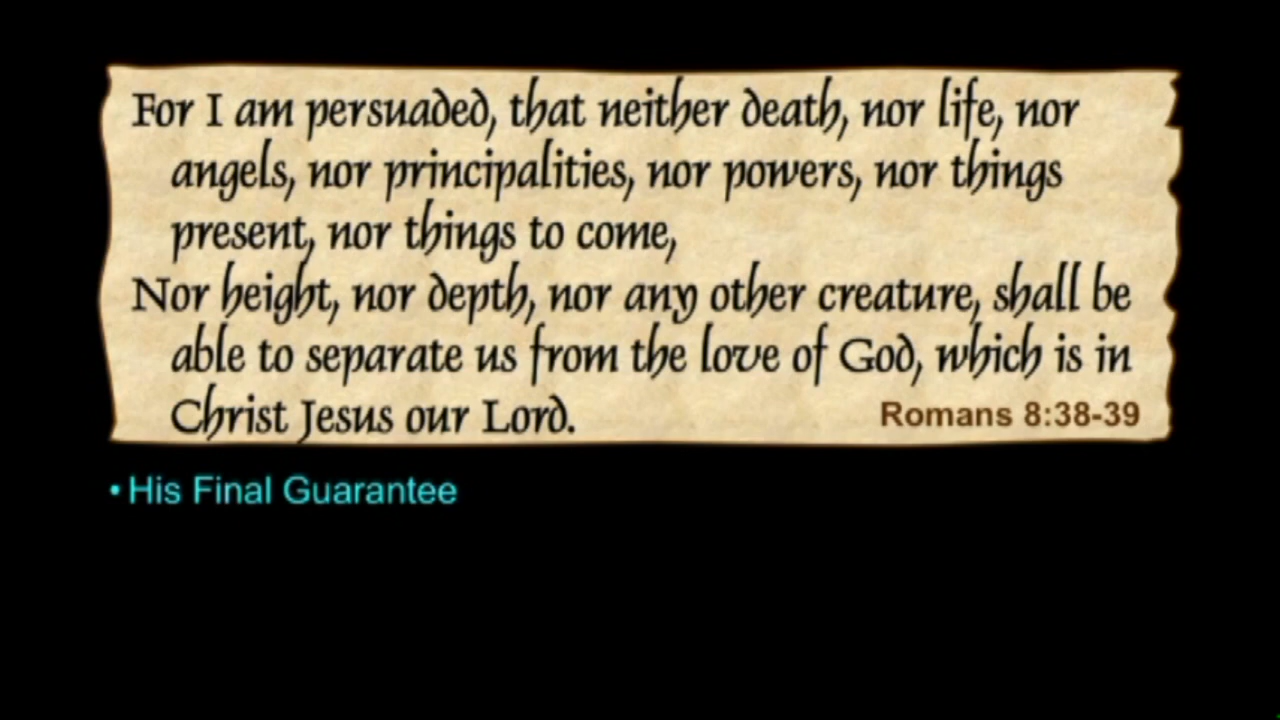 For I am persuaded, that neither death, nor life, nor
angels, nor principalities, nor powers, nor things
present, nor things to come,
Nor height, nor depth, nor any other creature, shall be
able to separate us from the love of God, which is in
Christ Jesus our Lord.
Romans 8:38-39
• His Final Guarantee